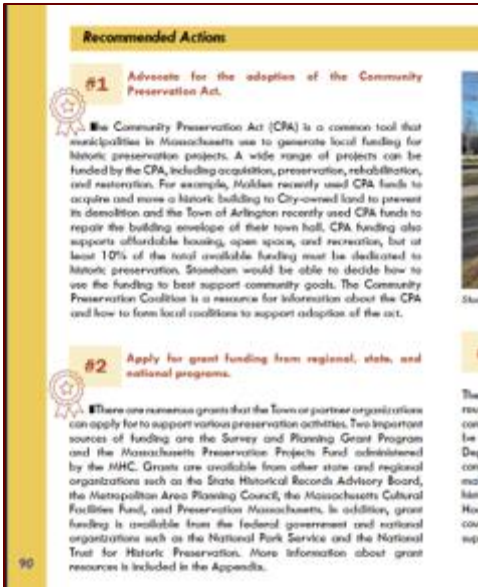 Recommended Actions
#1
Advocate for the adoption of the Community
Preservation Act.
The Community Preservation Act (CPA) is a common tool that
municipalities in Massachusetts use to generate local funding for
historic preservation projects. A wide range of projects can be
funded by the CPA, including acquisition, preservation, rehabilitation,
and restoration. For example, Malden recently used CPA funds to
acquire and move a historic building to City-owned land to prevent
its demolition and the Town of Arlington recently used CPA funds to
repair the building envelope of their town hall. CPA funding also
supports affordable housing, open space, and recreation, but at
least 10% of the total available funding must be dedicated to
historic preservation. Stoneham would be able to decide how to
use the funding to best support community goals. The Community
Preservation Coalition is a resource for information about the CPA
and how to form local coalitions to support adoption of the act.
#2
Apply for grant funding from regional, state, and
national programs.
There are numerous grants that the Town or partner organizations
can apply for to support various preservation activities. Two important
sources of funding are the Survey and Planning Grant Program
and the Massachusetts Preservation Projects Fund administered
by the MHC. Grants are available from other state and regional
organizations such as the State Historical Records Advisory Board,
the Metropolitan Area Planning Council, the Massachusetts Cultural
Facilities Fund, and Preservation Massachusetts. In addition, grant
funding is available from the federal government and national
organizations such as the National Park Service and the National
Trust for Historic Preservation. More information about grant
resources is included in the Appendix.
90